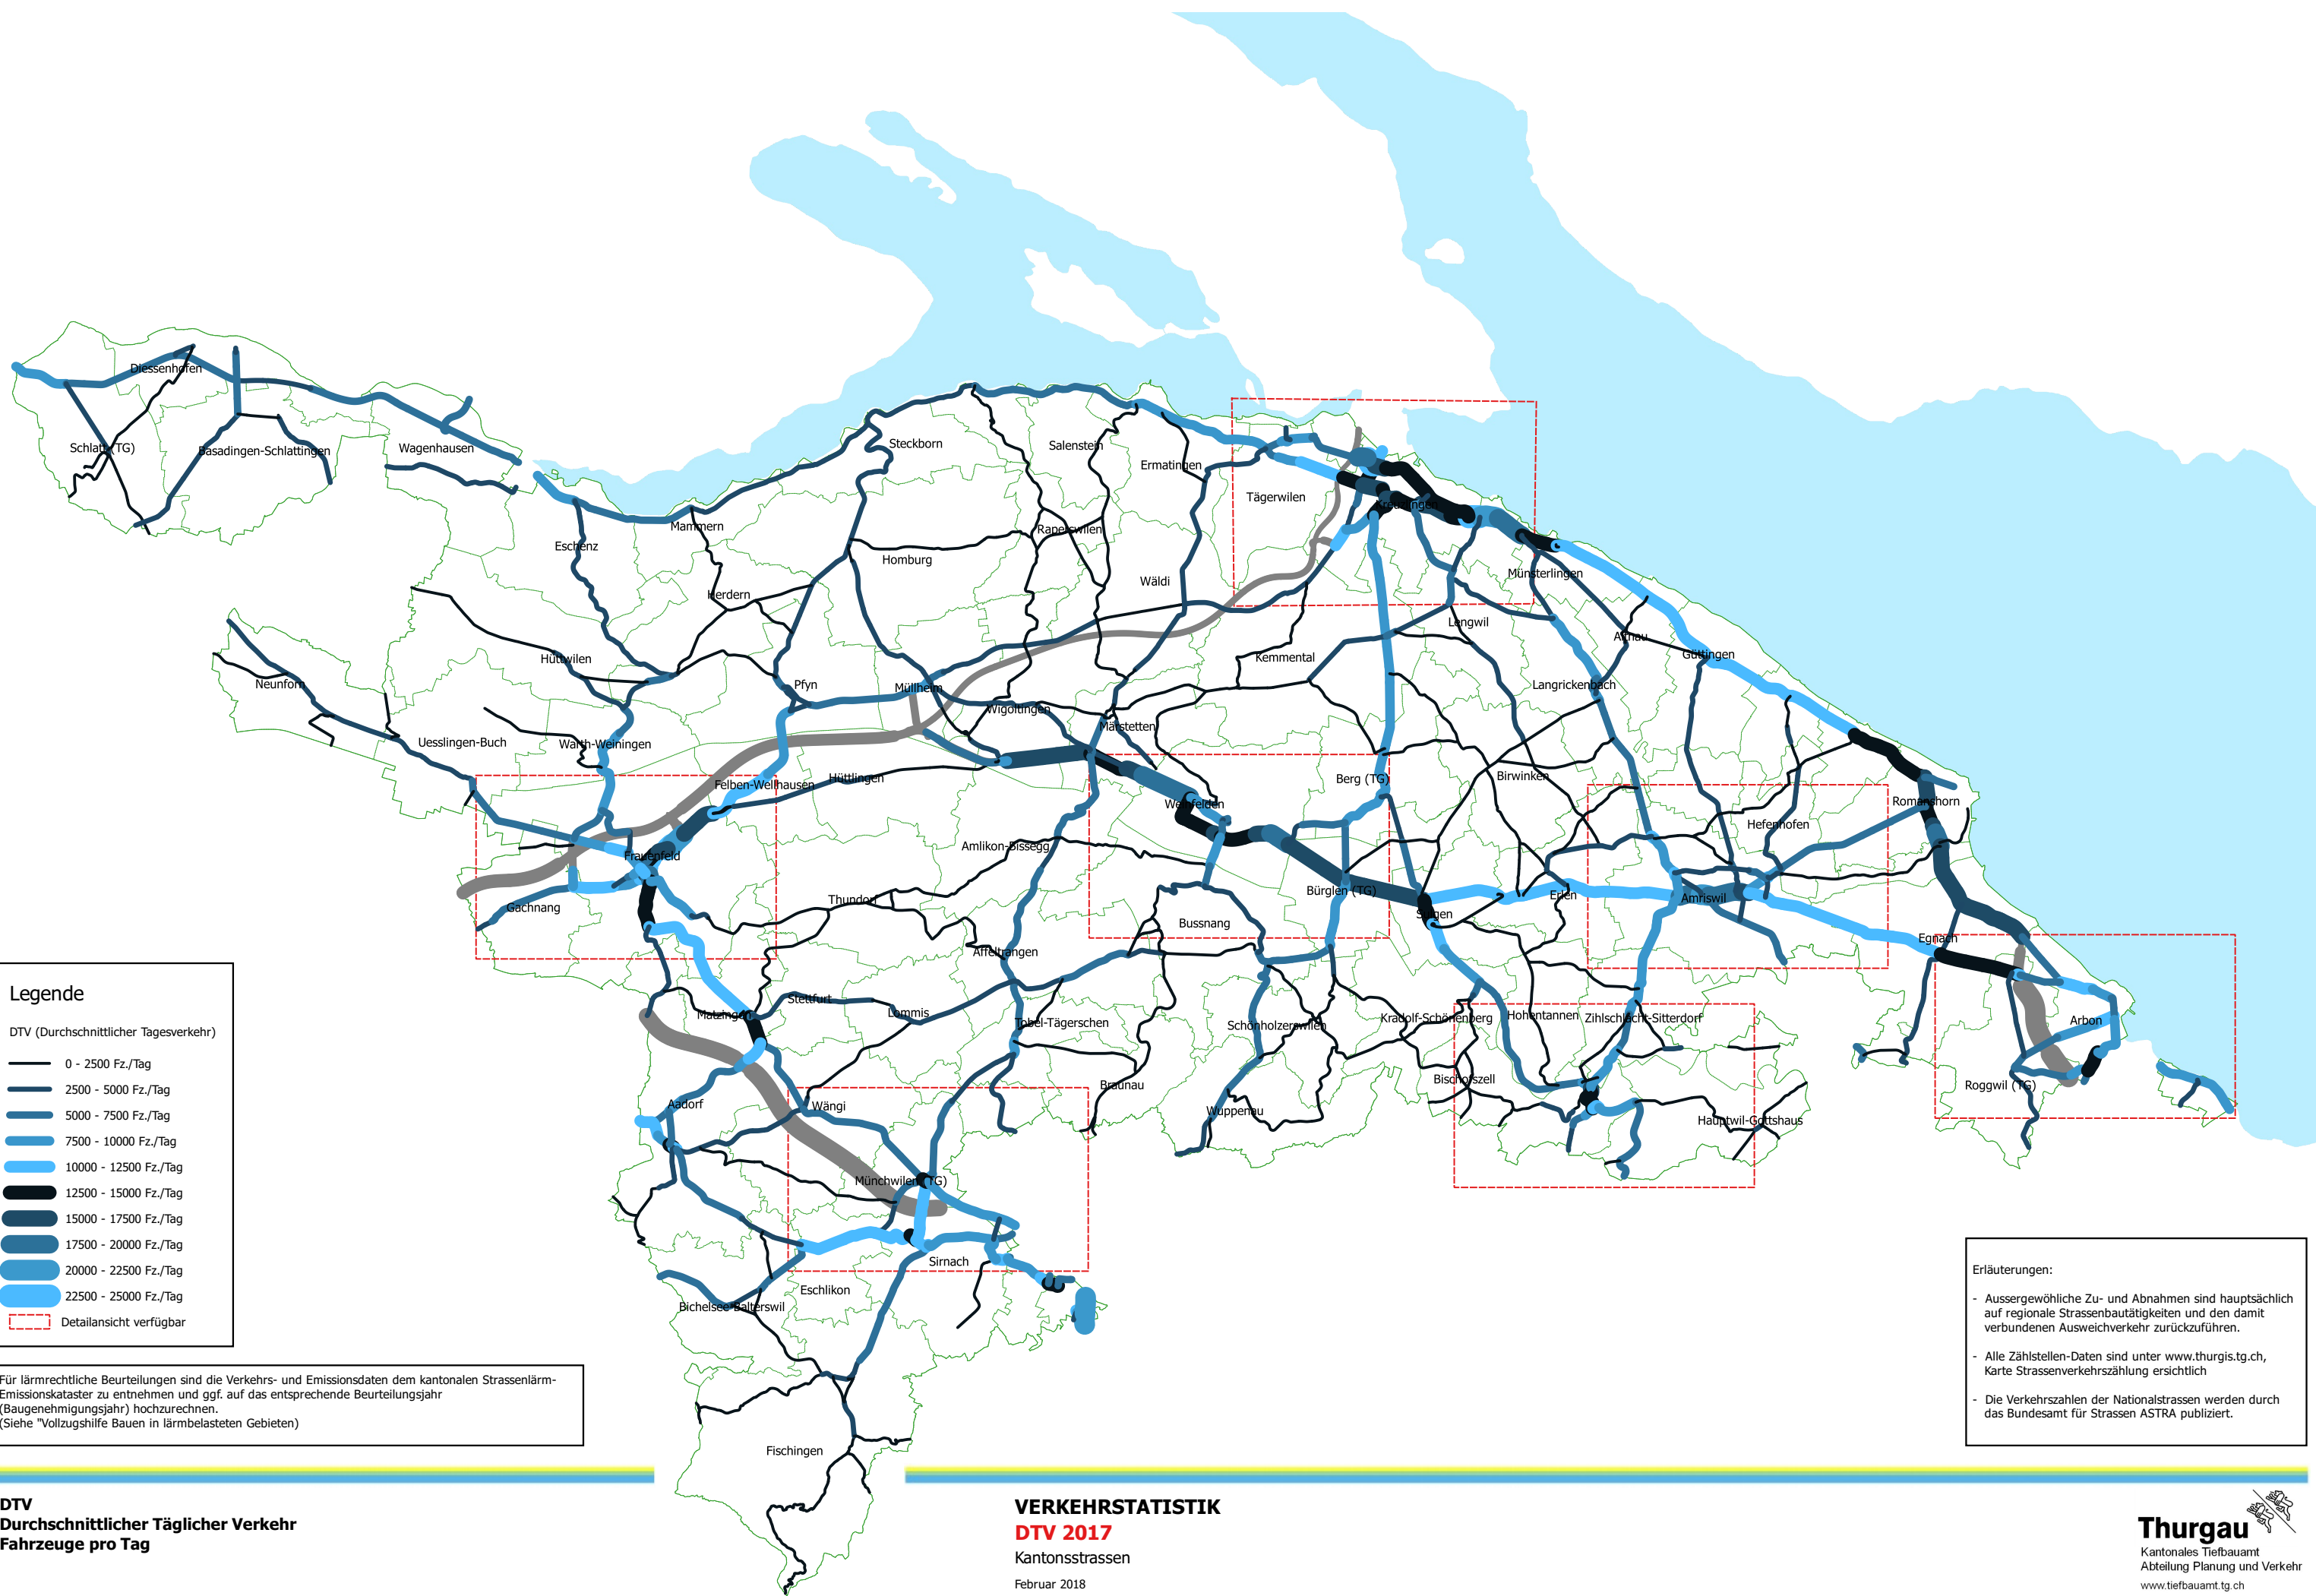 Diessenhofen
Schlatt (TG)
Basadingen-Schlattingen
Wagenhausen
Steckborn
Salenstein
Ermatingen
Tägerwilen
Kreuzlingen
Mammern
Eschenz
Raperswilen
Homburg
Wäldi
Münsterlingen
Herdern
Lengwil
Altnau
Hüttwilen
Kemmental
Güttingen
Neunforn
Pfyn
Müllheim
Langrickenbach
Wigoltingen
Märstetten
Uesslingen-Buch
Warth-Weiningen
Felben-Wellhausen
Hüttlingen
Berg (TG)
Birwinken
Weinfelden
Romanshorn
Hefenhofen
Amlikon-Bissegg
Frauenfeld
Bürglen (TG)
Erlen
Amriswil
Thundorf
Gachnang
Sulgen
Bussnang
Egnach
Affeltrangen
Stettfurt
Matzingen
Lommis
Tobel-Tägerschen
Schönholzerswilen
Kradolf-Schönenberg
Hohentannen
Zihlschlacht-Sitterdorf
Arbon
Bischofszell
Braunau
Roggwil (TG)
Aadorf
Wängi
Wuppenau
Hauptwil-Gottshaus
Münchwilen (TG)
Sirnach
Eschlikon
Bichelsee-Balterswil
Fischingen
Legende
DTV (Durchschnittlicher Tagesverkehr)
0 - 2500 Fz./Tag
2500 - 5000 Fz./Tag
5000 - 7500 Fz./Tag
7500 - 10000 Fz./Tag
10000 - 12500 Fz./Tag
12500 - 15000 Fz./Tag
15000 - 17500 Fz./Tag
17500 - 20000 Fz./Tag
20000 - 22500 Fz./Tag
22500 - 25000 Fz./Tag
Detailansicht verfügbar
Für lärmrechtliche Beurteilungen sind die Verkehrs- und Emissionsdaten dem kantonalen Strassenlärm-
Emissionskataster zu entnehmen und ggf. auf das entsprechende Beurteilungsjahr
(Baugenehmigungsjahr) hochzurechnen.
(Siehe "Vollzugshilfe Bauen in lärmbelasteten Gebieten)
Erläuterungen:
- Aussergewöhliche Zu- und Abnahmen sind hauptsächlich
auf regionale Strassenbautätigkeiten und den damit
verbundenen Ausweichverkehr zurückzuführen.
- Alle Zählstellen-Daten sind unter www.thurgis.tg.ch,
Karte Strassenverkehrszählung ersichtlich
- Die Verkehrszahlen der Nationalstrassen werden durch
das Bundesamt für Strassen ASTRA publiziert.
DTV
Durchschnittlicher Täglicher Verkehr
Fahrzeuge pro Tag
VERKEHRSTATISTIK
DTV 2017
Kantonsstrassen
Februar 2018
Thurgau
Kantonales Tiefbauamt
Abteilung Planung und Verkehr
www.tiefbauamt.tg.ch